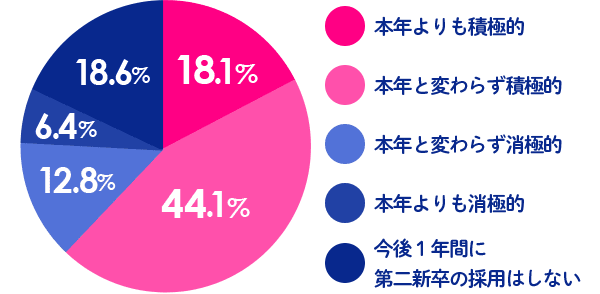 18.1%
44.1%
12.8%
6.4%
18.6%
本年よりも積極的
本年と変わらず積極的
本年と変わらず消極的
本年よりも消極的
今後1年間に
第二新卒の採用はしない